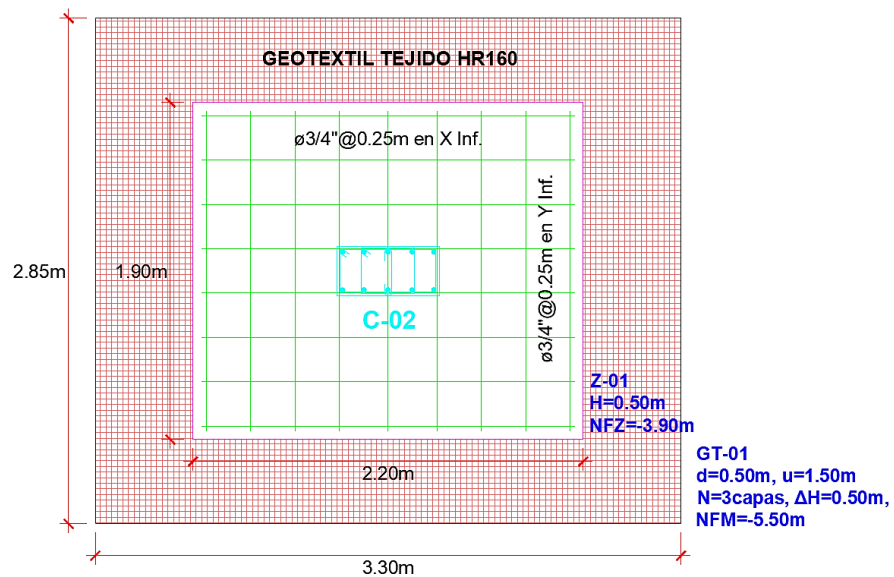 GEOTEXTIL TEJIDO HR160
ø3/4"@0.25m en X Inf.
ø3/4"@0.25m en Y Inf.
2.85m
1.90m
C-02
Z-01
H=0.50m
NFZ=-3.90m
2.20m
GT-01
d=0.50m, u=1.50m
N=3capas, ΔH=0.50m,
NFM=-5.50m
3.30m